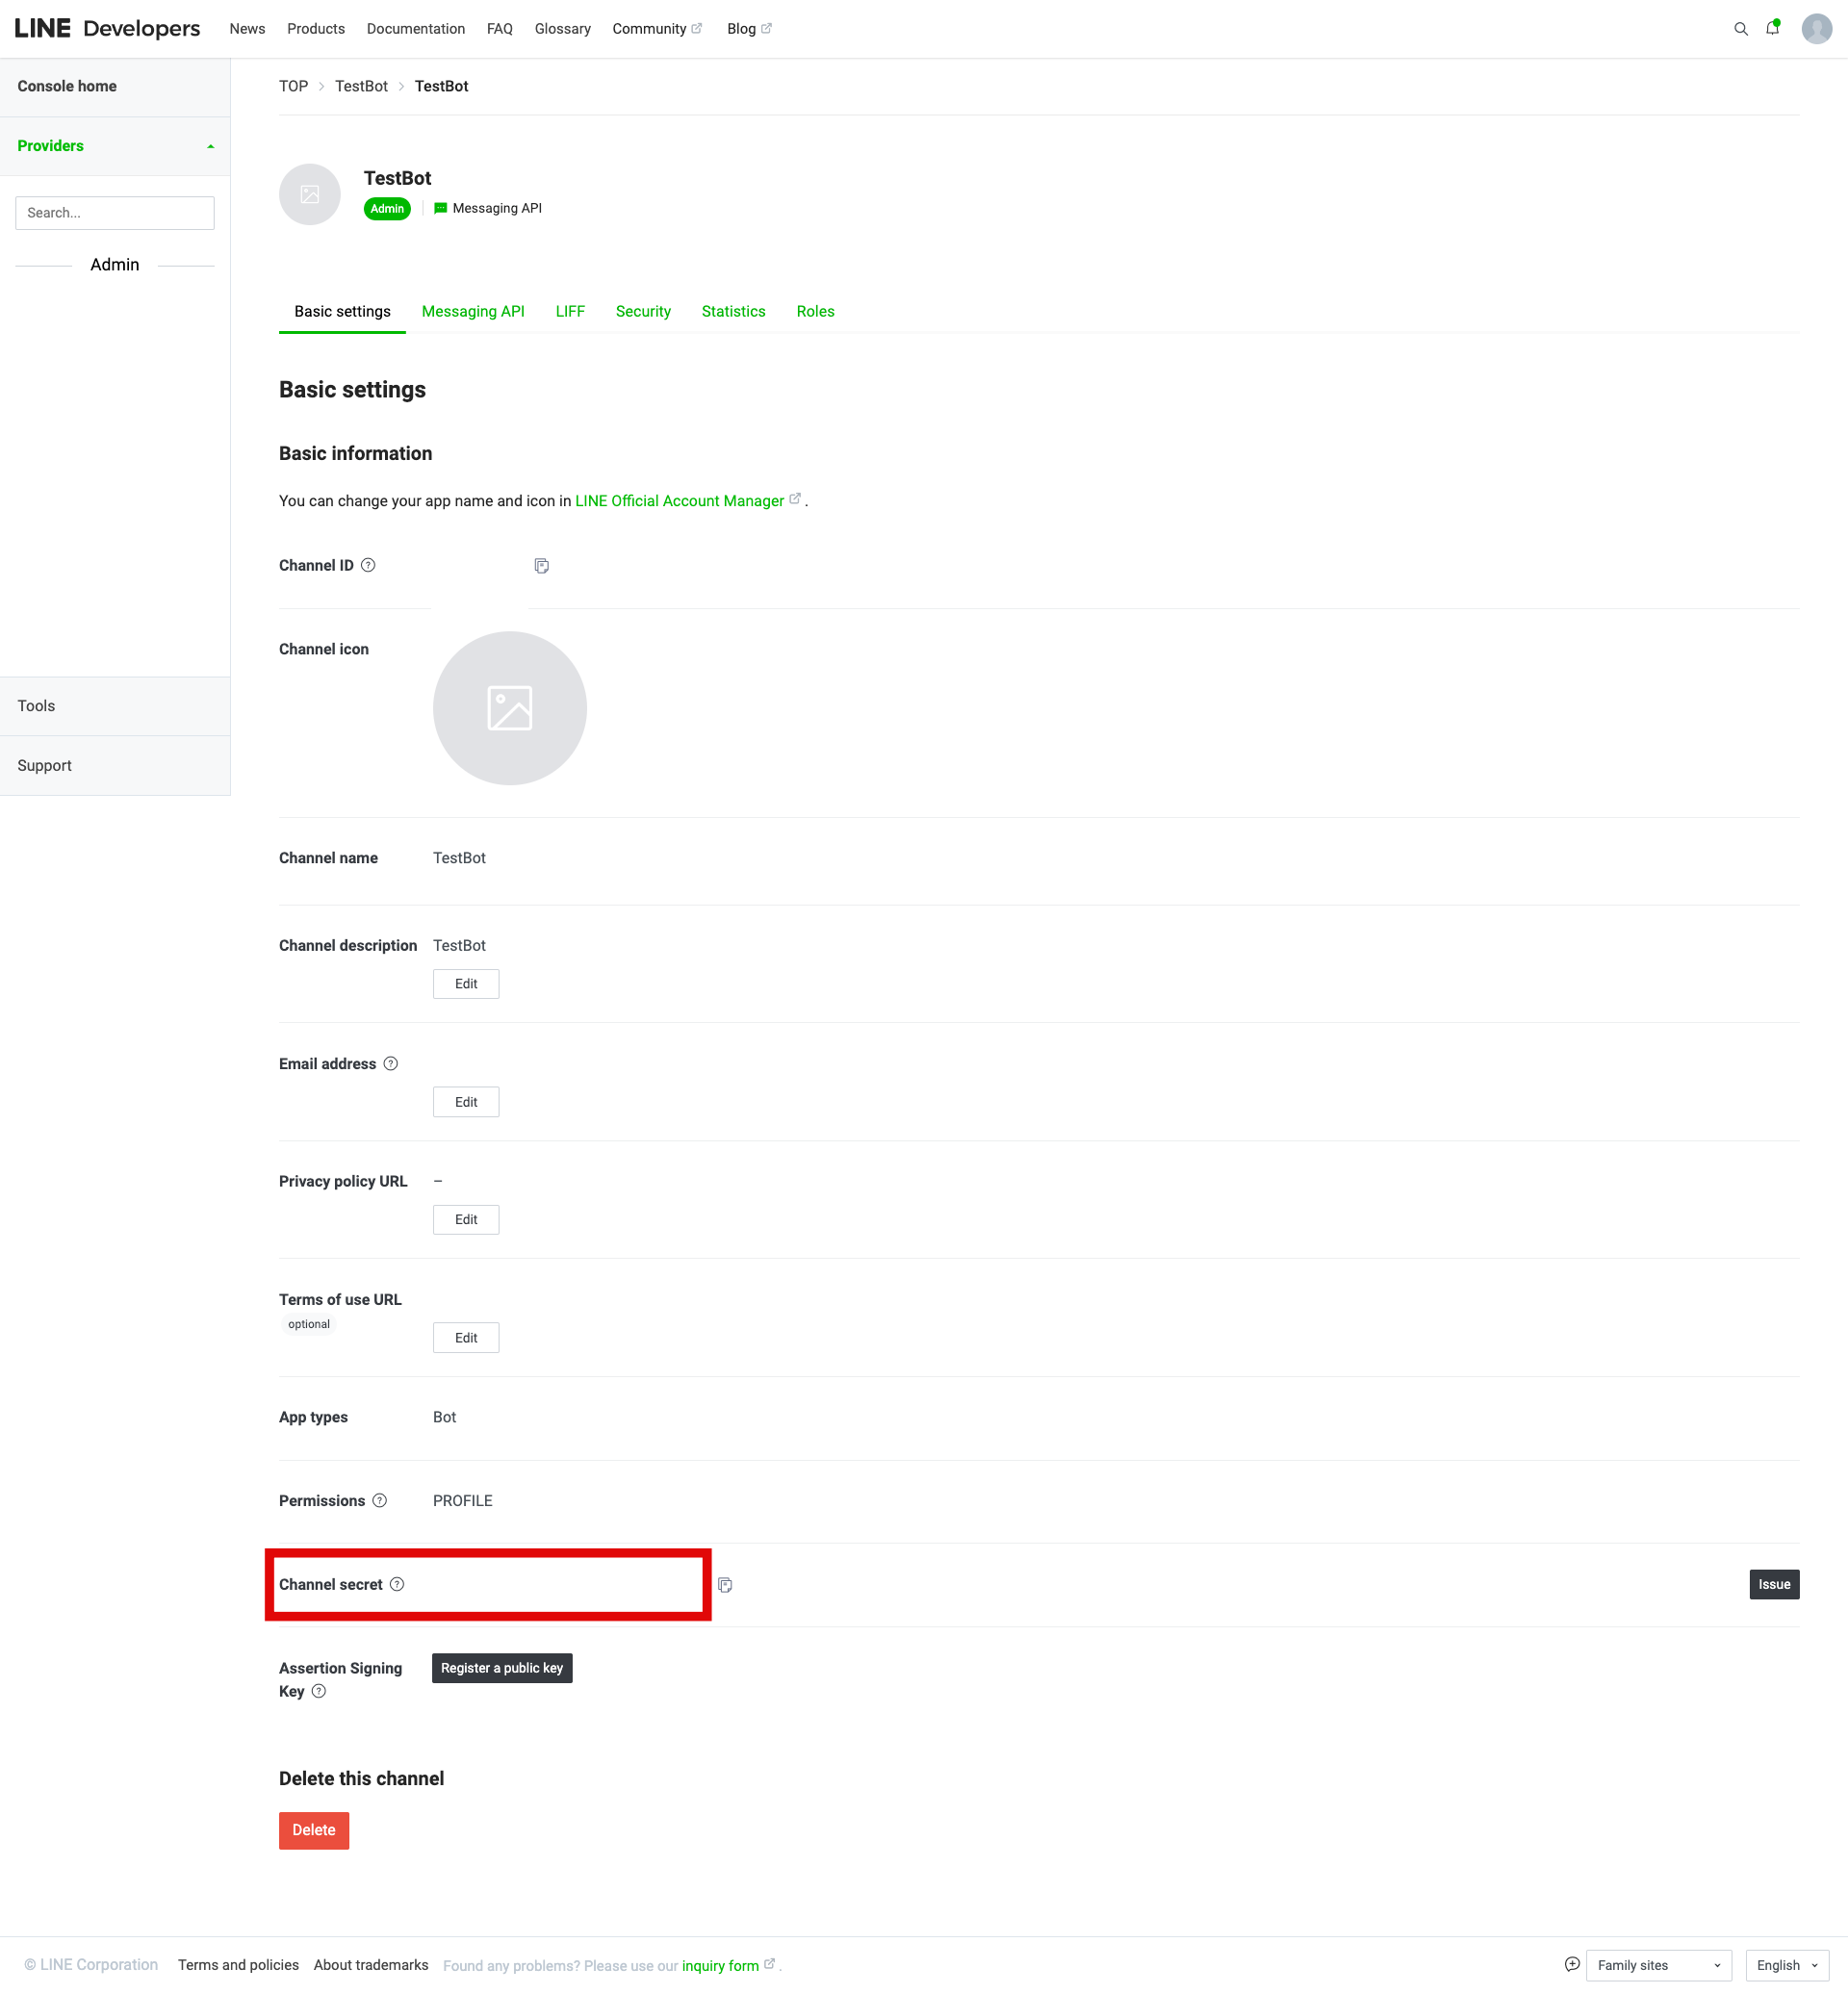 LINE Developers News Products Documentation FAQ Glossary Community Blog
Console home
Providers
Search...
Admin
Tools
Support
TOP TestBot TestBot
TestBot
Admin Messaging API
Basic settings Messaging API LIFF Security Statistics Roles
Basic settings
Basic information
You can change your app name and icon in LINE Official Account Manager .
Channel ID
Channel icon
Channel name TestBot
Channel description TestBot
Edit
Email address
Edit
Privacy policy URL –
Edit
Terms of use URL
optional
Edit
App types Bot
Permissions PROFILE
Channel secret
Issue
Assertion Signing
Key
Register a public key
Delete this channel
Delete
© LINE Corporation Terms and policies About trademarks Found any problems? Please use our inquiry form . Family sites English